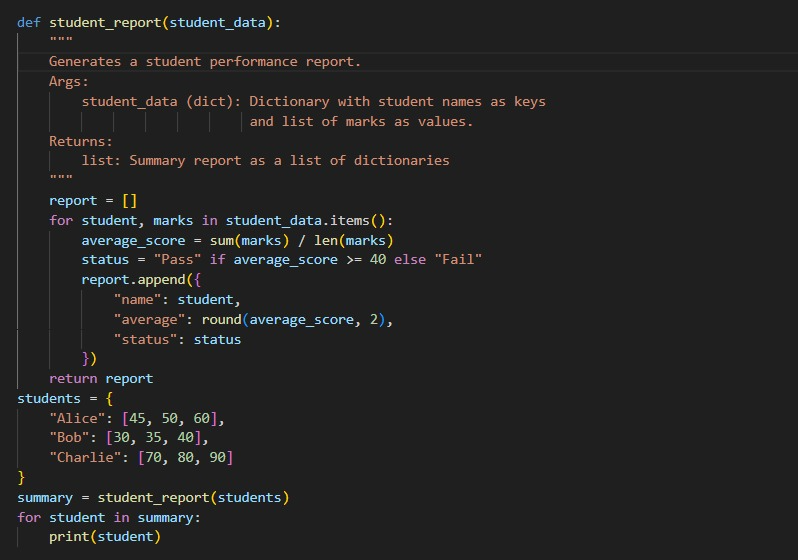 def student_report(student_data):
    """
    Generates a student performance report.
    Args:
        student_data (dict): Dictionary with student names as keys
                             and list of marks as values.
    Returns:
        list: Summary report as a list of dictionaries
    """
    report = []
    for student, marks in student_data.items():
        average_score = sum(marks) / len(marks)
        status = "Pass" if average_score >= 40 else "Fail"
        report.append({
            "name": student,
            "average": round(average_score, 2),
            "status": status
        })
    return report
students = {
    "Alice": [45, 50, 60],
    "Bob": [30, 35, 40],
    "Charlie": [70, 80, 90]
}
summary = student_report(students)
for student in summary:
    print(student)